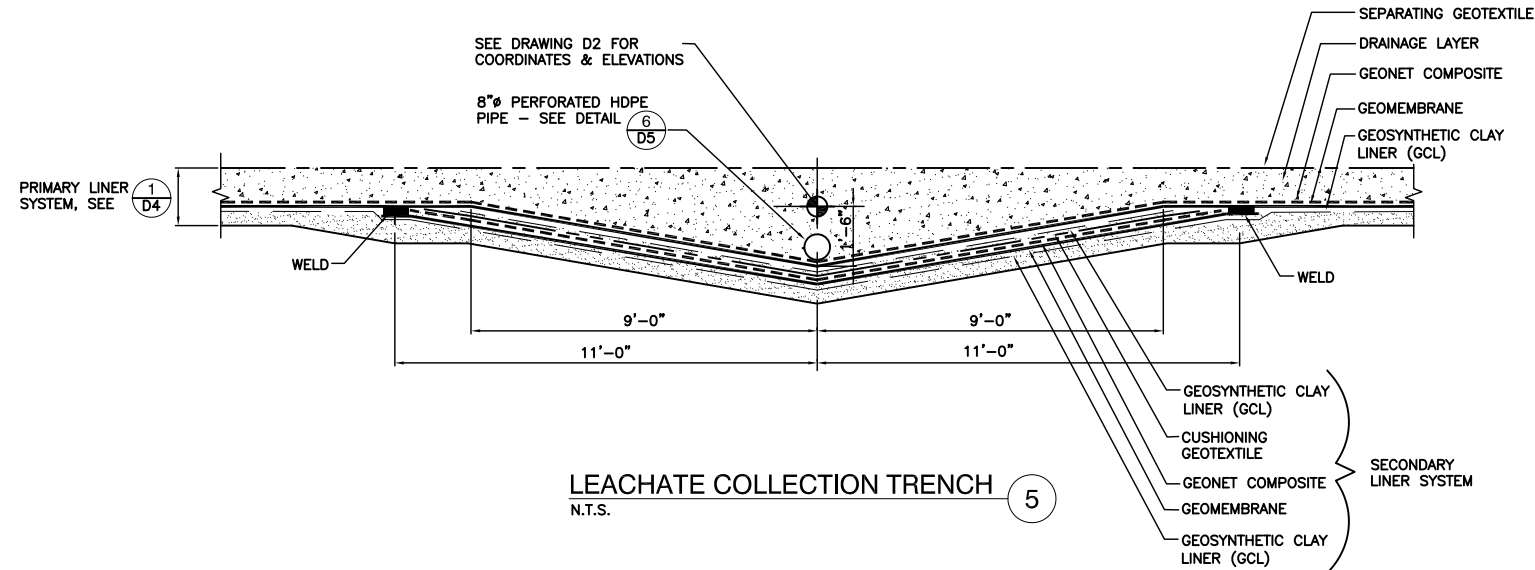 SEPARATING GEOTEXTILE
DRAINAGE LAYER
GEONET COMPOSITE
GEOMEMBRANE
GEOSYNTHETIC CLAY
LINER (GCL)
SEE DRAWING D2 FOR
COORDINATES & ELEVATIONS
8"ø PERFORATED HDPE
PIPE – SEE DETAIL
6
D5
PRIMARY LINER
SYSTEM, SEE
1
D4
1'-6"
WELD
WELD
9'-0"
9'-0"
11'-0"
11'-0"
GEOSYNTHETIC CLAY
LINER (GCL)
CUSHIONING
GEOTEXTILE
GEONET COMPOSITE
GEOMEMBRANE
GEOSYNTHETIC CLAY
LINER (GCL)
SECONDARY
LINER SYSTEM
LEACHATE COLLECTION TRENCH
5
N.T.S.